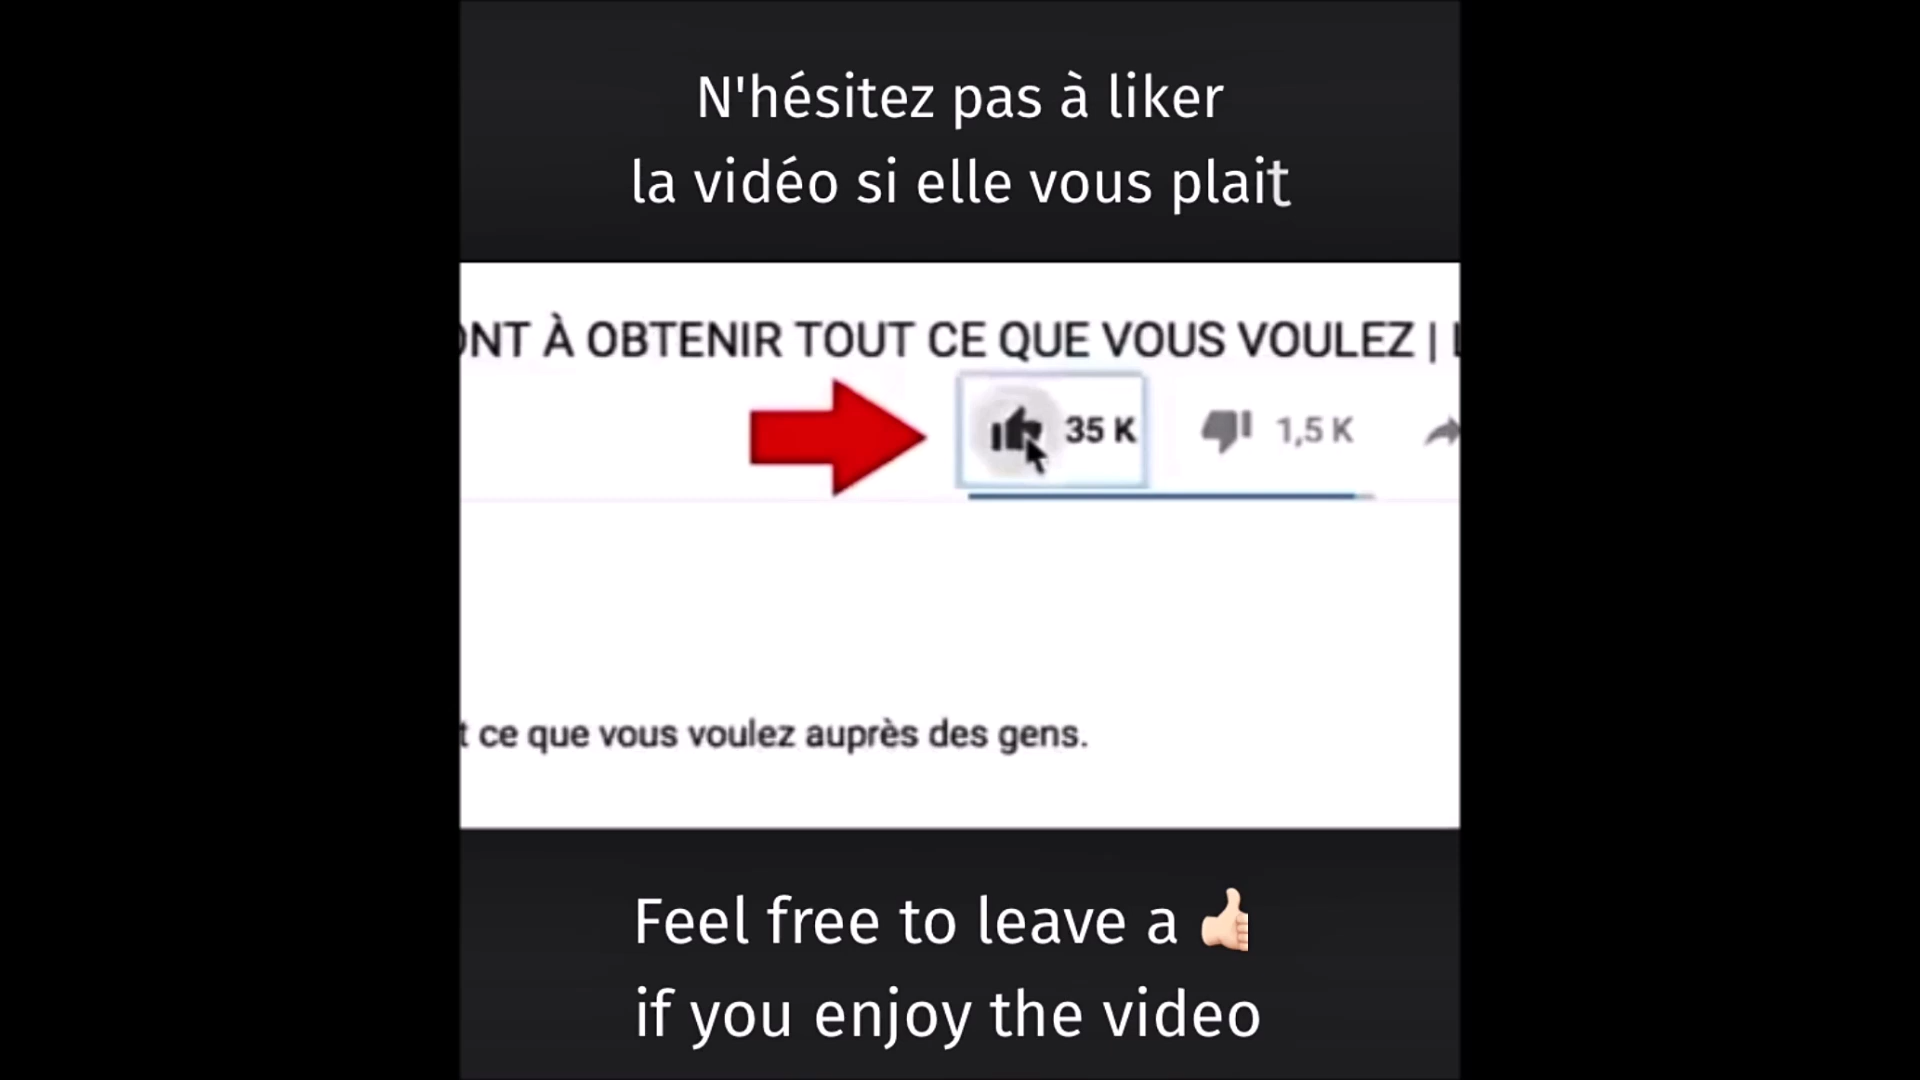 N'hésitez pas à liker
la vidéo si elle vous plait
ONT À OBTENIR TOUT CE QUE VOUS VOULEZ |
35 K 1,5 K
t ce que vous voulez auprès des gens.
Feel free to leave a 👍🏻
if you enjoy the video